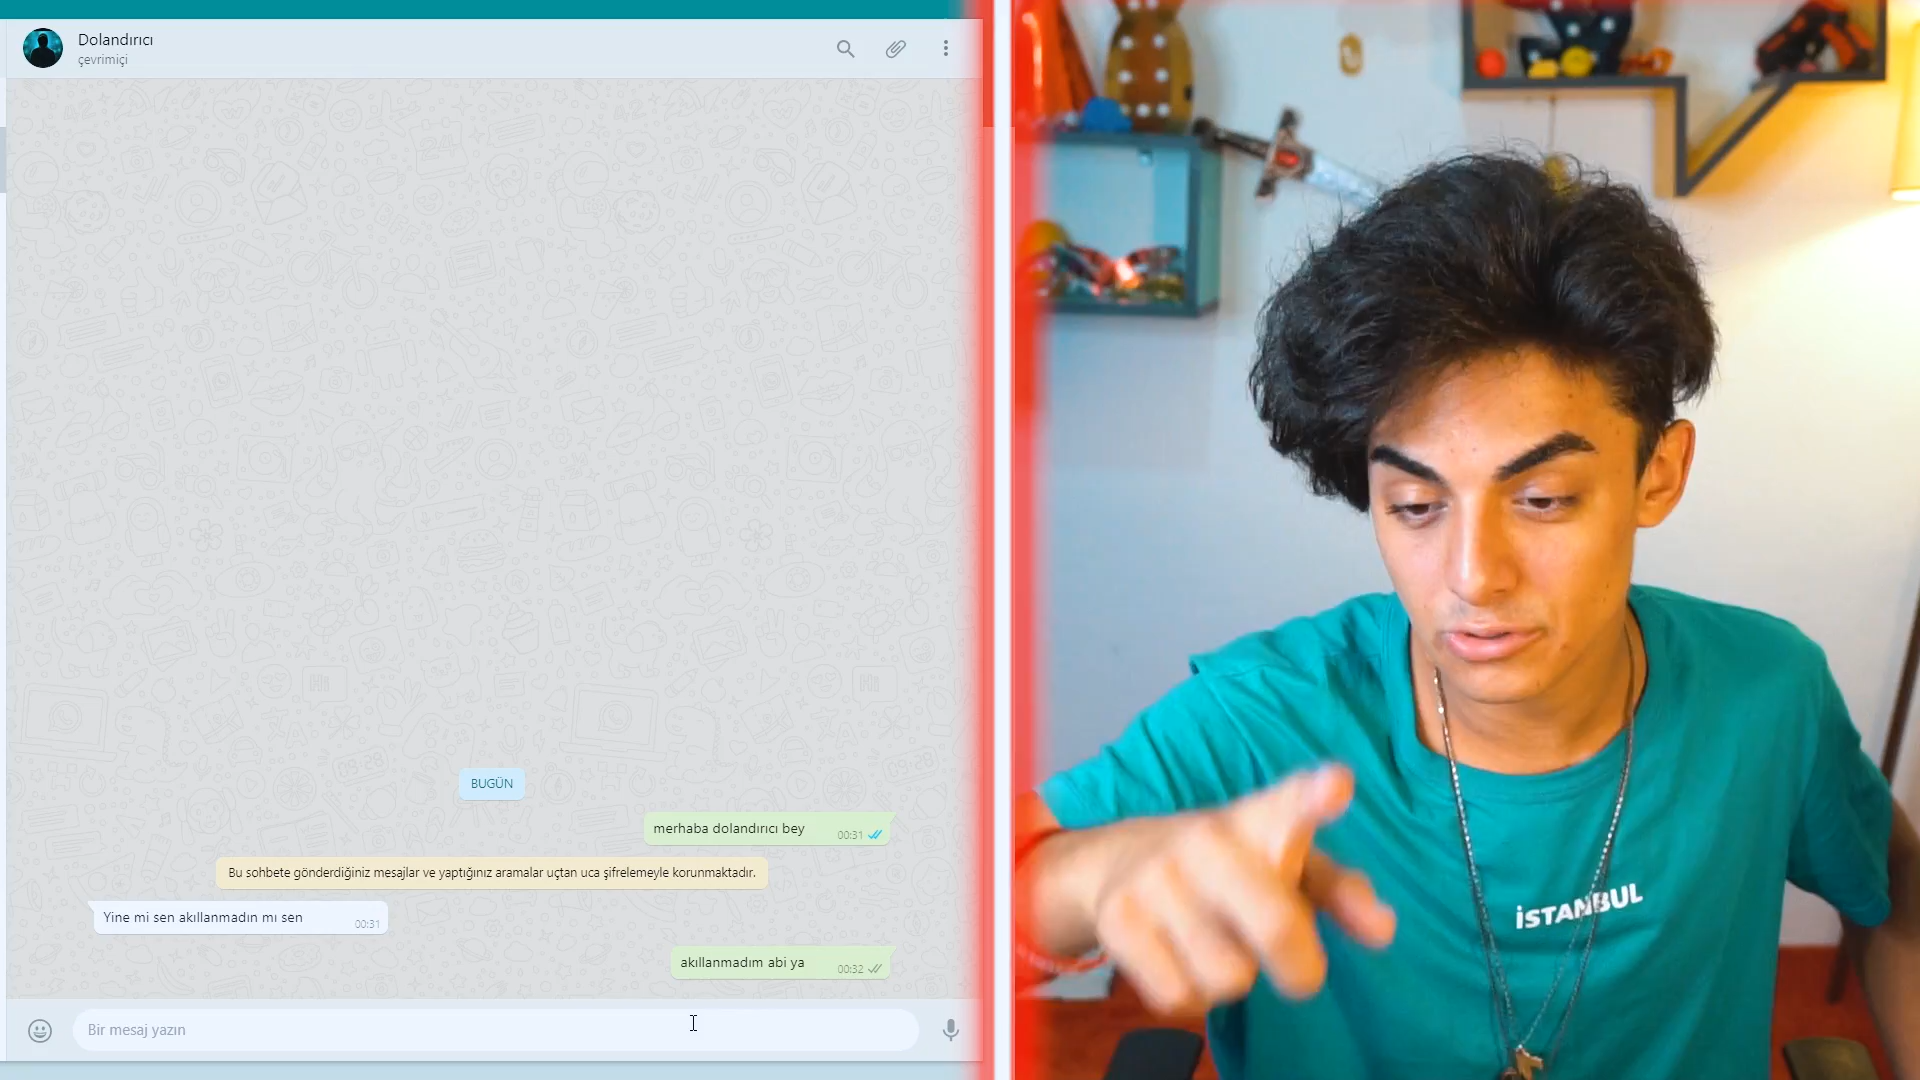 Dolandırıcı
çevrimiçi
BUGÜN
merhaba dolandırıcı bey 00:31
Bu sohbete gönderdiğiniz mesajlar ve yaptığınız aramalar uçtan uca şifrelemeyle korunmaktadır.
Yine mi sen akıllanmadın mı sen 00:31
akıllanmadım abi ya 00:32
Bir mesaj yazın
İSTANBUL